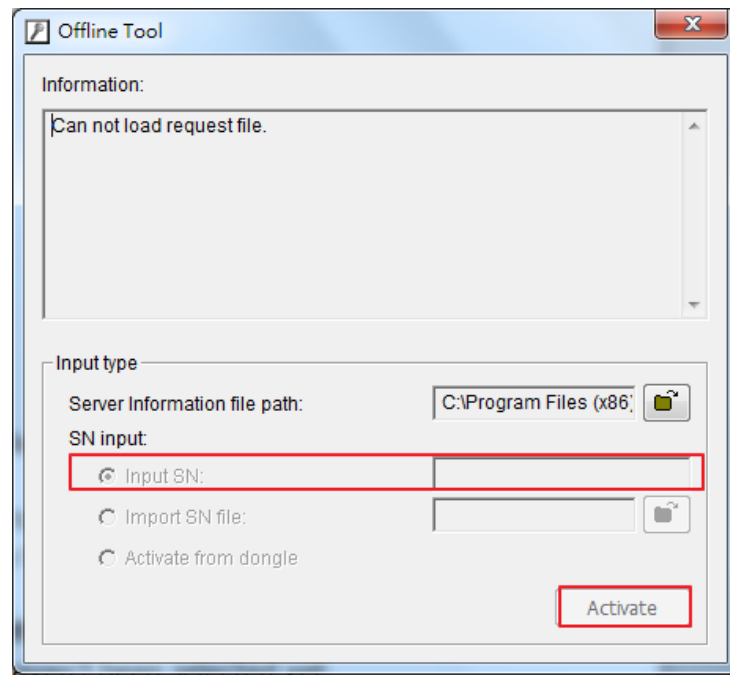 Offline Tool
Information:
Can not load request file.
Input type
Server Information file path:
C:\Program Files (x86)
SN input:
Input SN:
Import SN file:
Activate from dongle
Activate